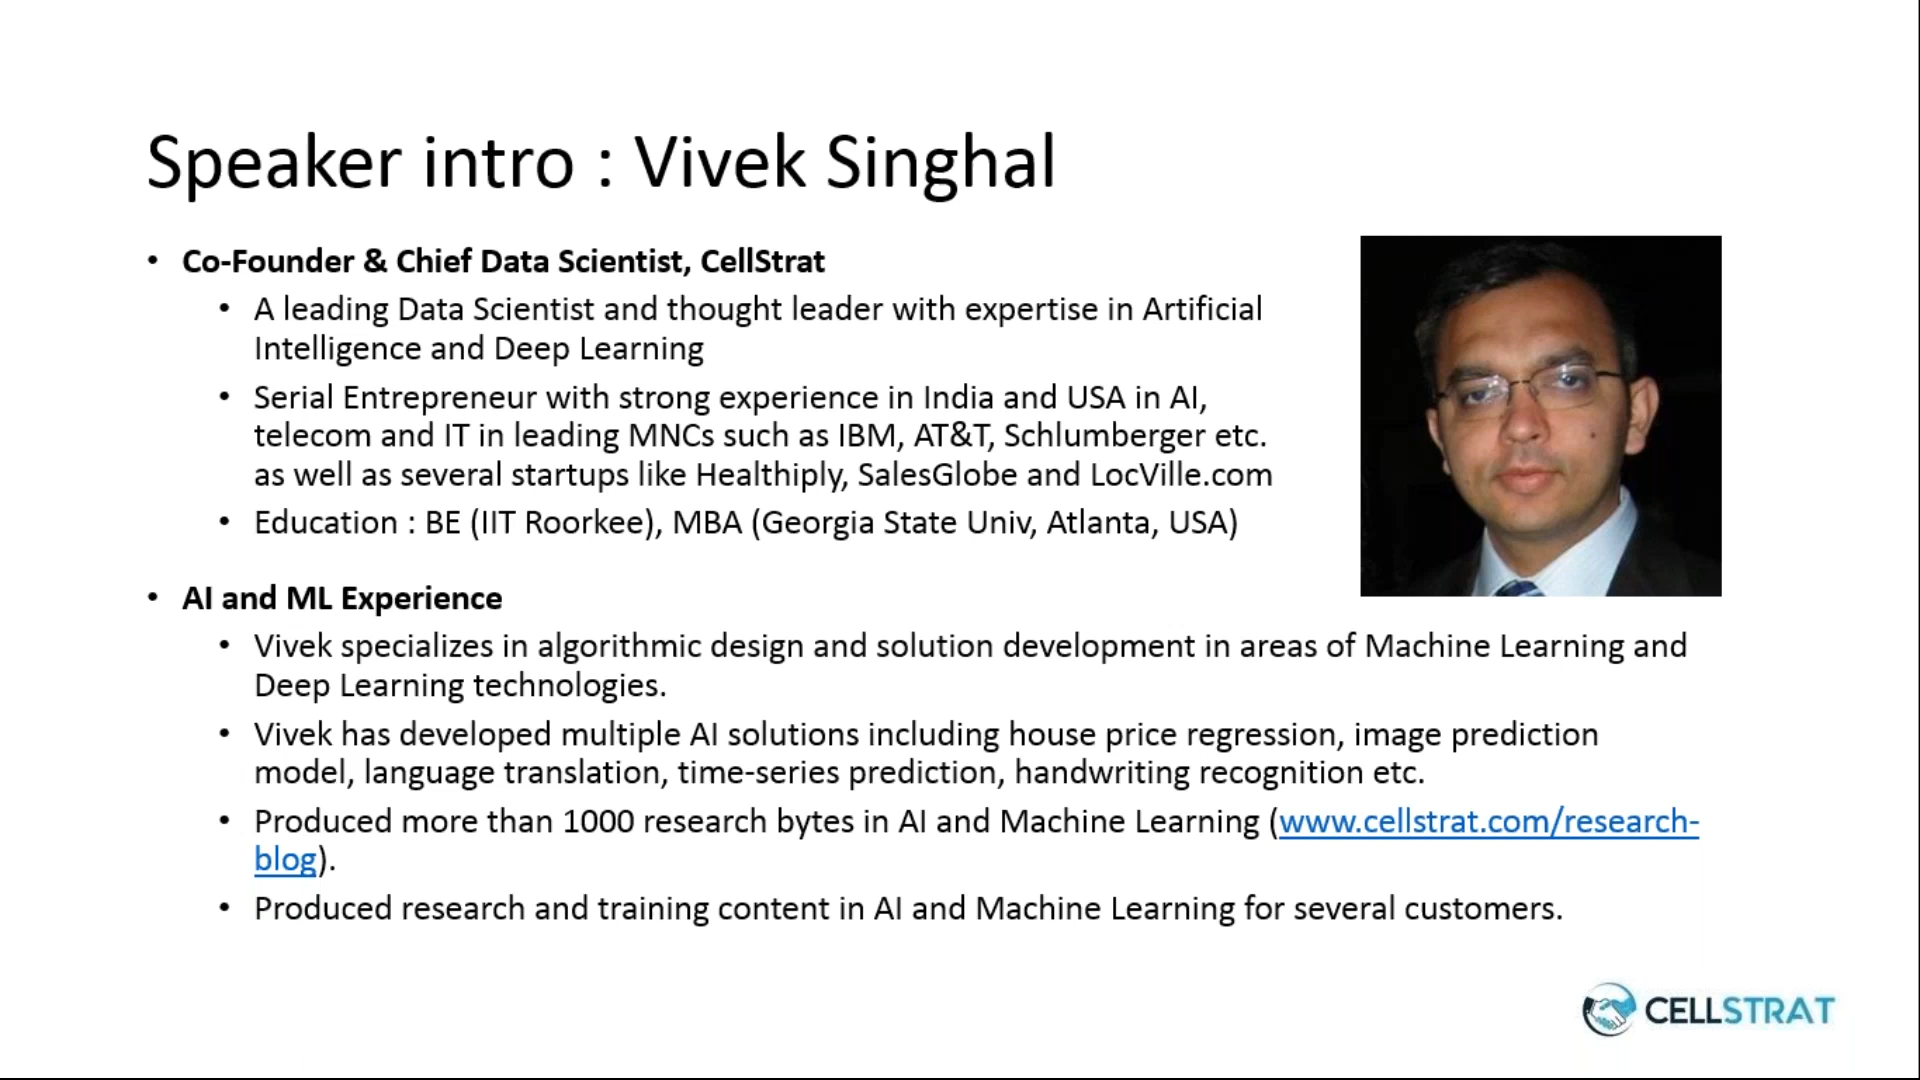 Speaker intro : Vivek Singhal
• Co-Founder & Chief Data Scientist, CellStrat
• A leading Data Scientist and thought leader with expertise in Artificial
Intelligence and Deep Learning
• Serial Entrepreneur with strong experience in India and USA in AI,
telecom and IT in leading MNCs such as IBM, AT&T, Schlumberger etc.
as well as several startups like Healthiply, SalesGlobe and LocVille.com
• Education : BE (IIT Roorkee), MBA (Georgia State Univ, Atlanta, USA)
• AI and ML Experience
• Vivek specializes in algorithmic design and solution development in areas of Machine Learning and
Deep Learning technologies.
• Vivek has developed multiple AI solutions including house price regression, image prediction
model, language translation, time-series prediction, handwriting recognition etc.
• Produced more than 1000 research bytes in AI and Machine Learning (www.cellstrat.com/research-
blog).
• Produced research and training content in AI and Machine Learning for several customers.
CELLSTRAT